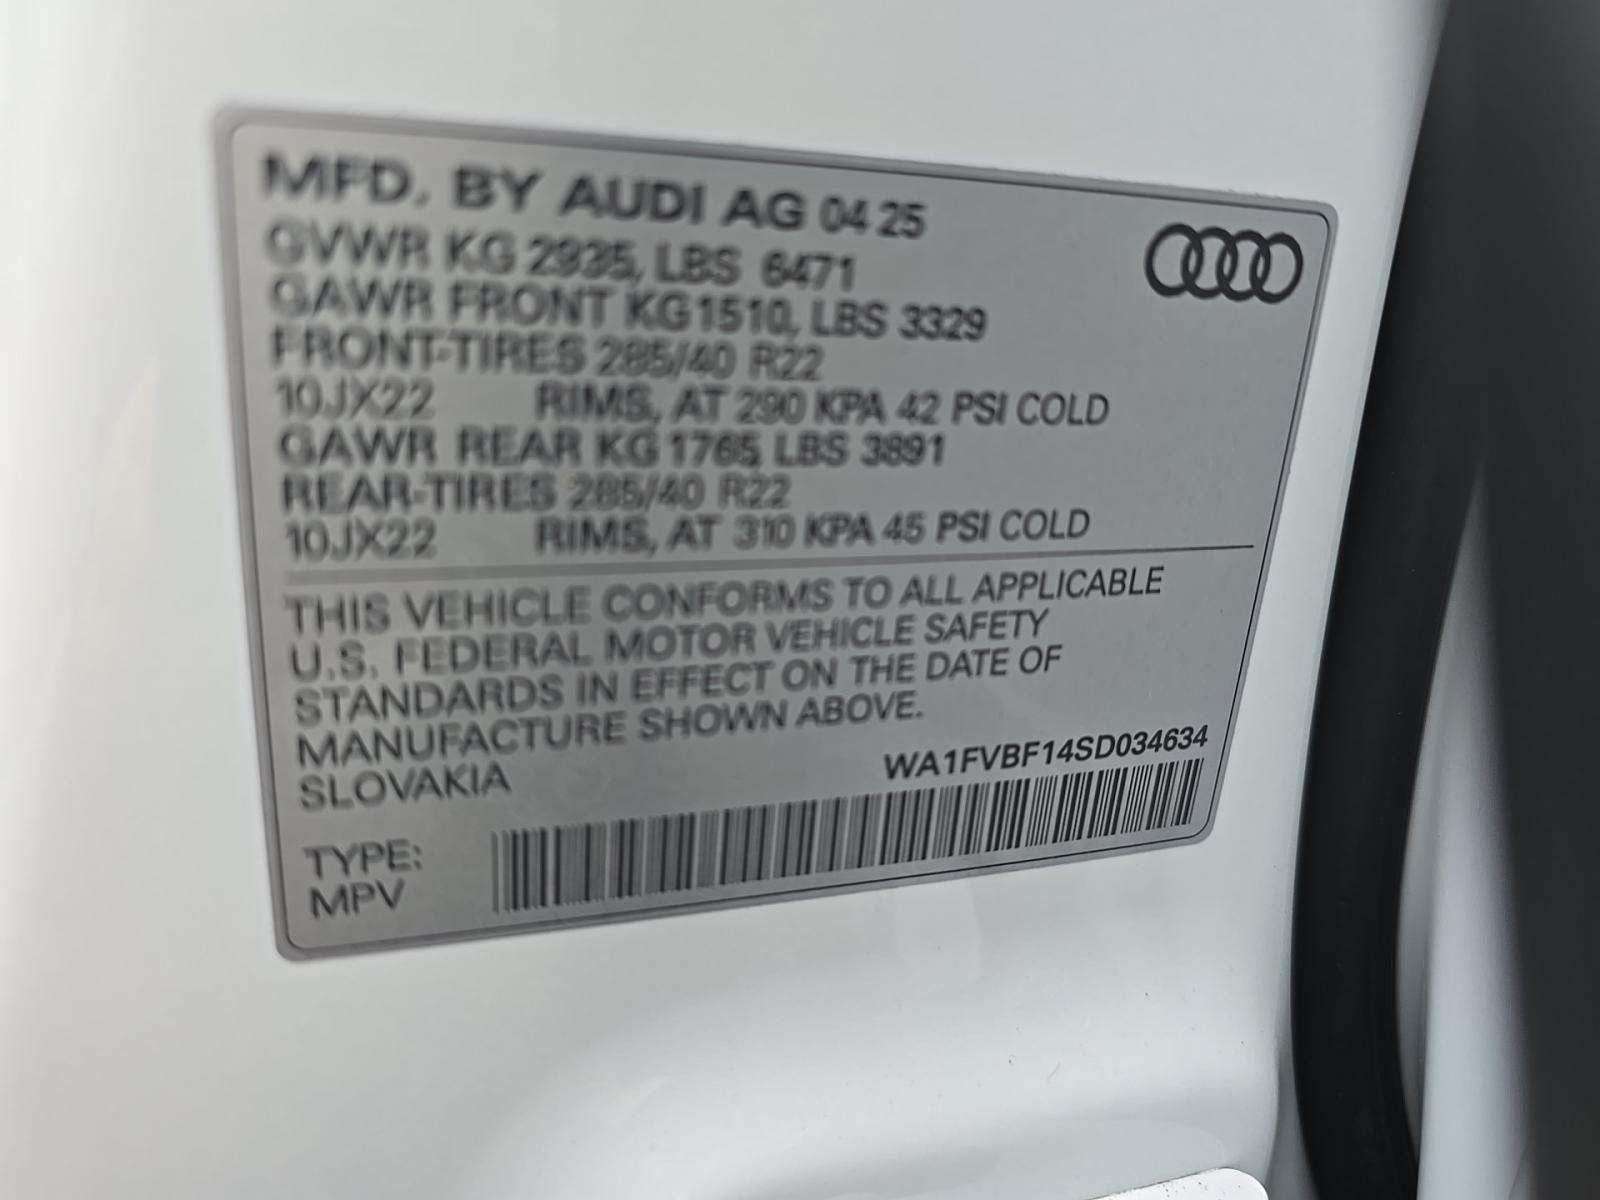 MFD. BY AUDI AG 04 25
GVWR KG 2935, LBS 6471
GAWR FRONT KG 1510, LBS 3329
FRONT-TIRES 285/40 R22
10JX22 RIMS, AT 290 KPA 42 PSI COLD
GAWR REAR KG 1765, LBS 3891
REAR-TIRES 285/40 R22
10JX22 RIMS, AT 310 KPA 45 PSI COLD
THIS VEHICLE CONFORMS TO ALL APPLICABLE
U.S. FEDERAL MOTOR VEHICLE SAFETY
STANDARDS IN EFFECT ON THE DATE OF
MANUFACTURE SHOWN ABOVE.
SLOVAKIA
WA1FVBF14SD034634
TYPE:
MPV